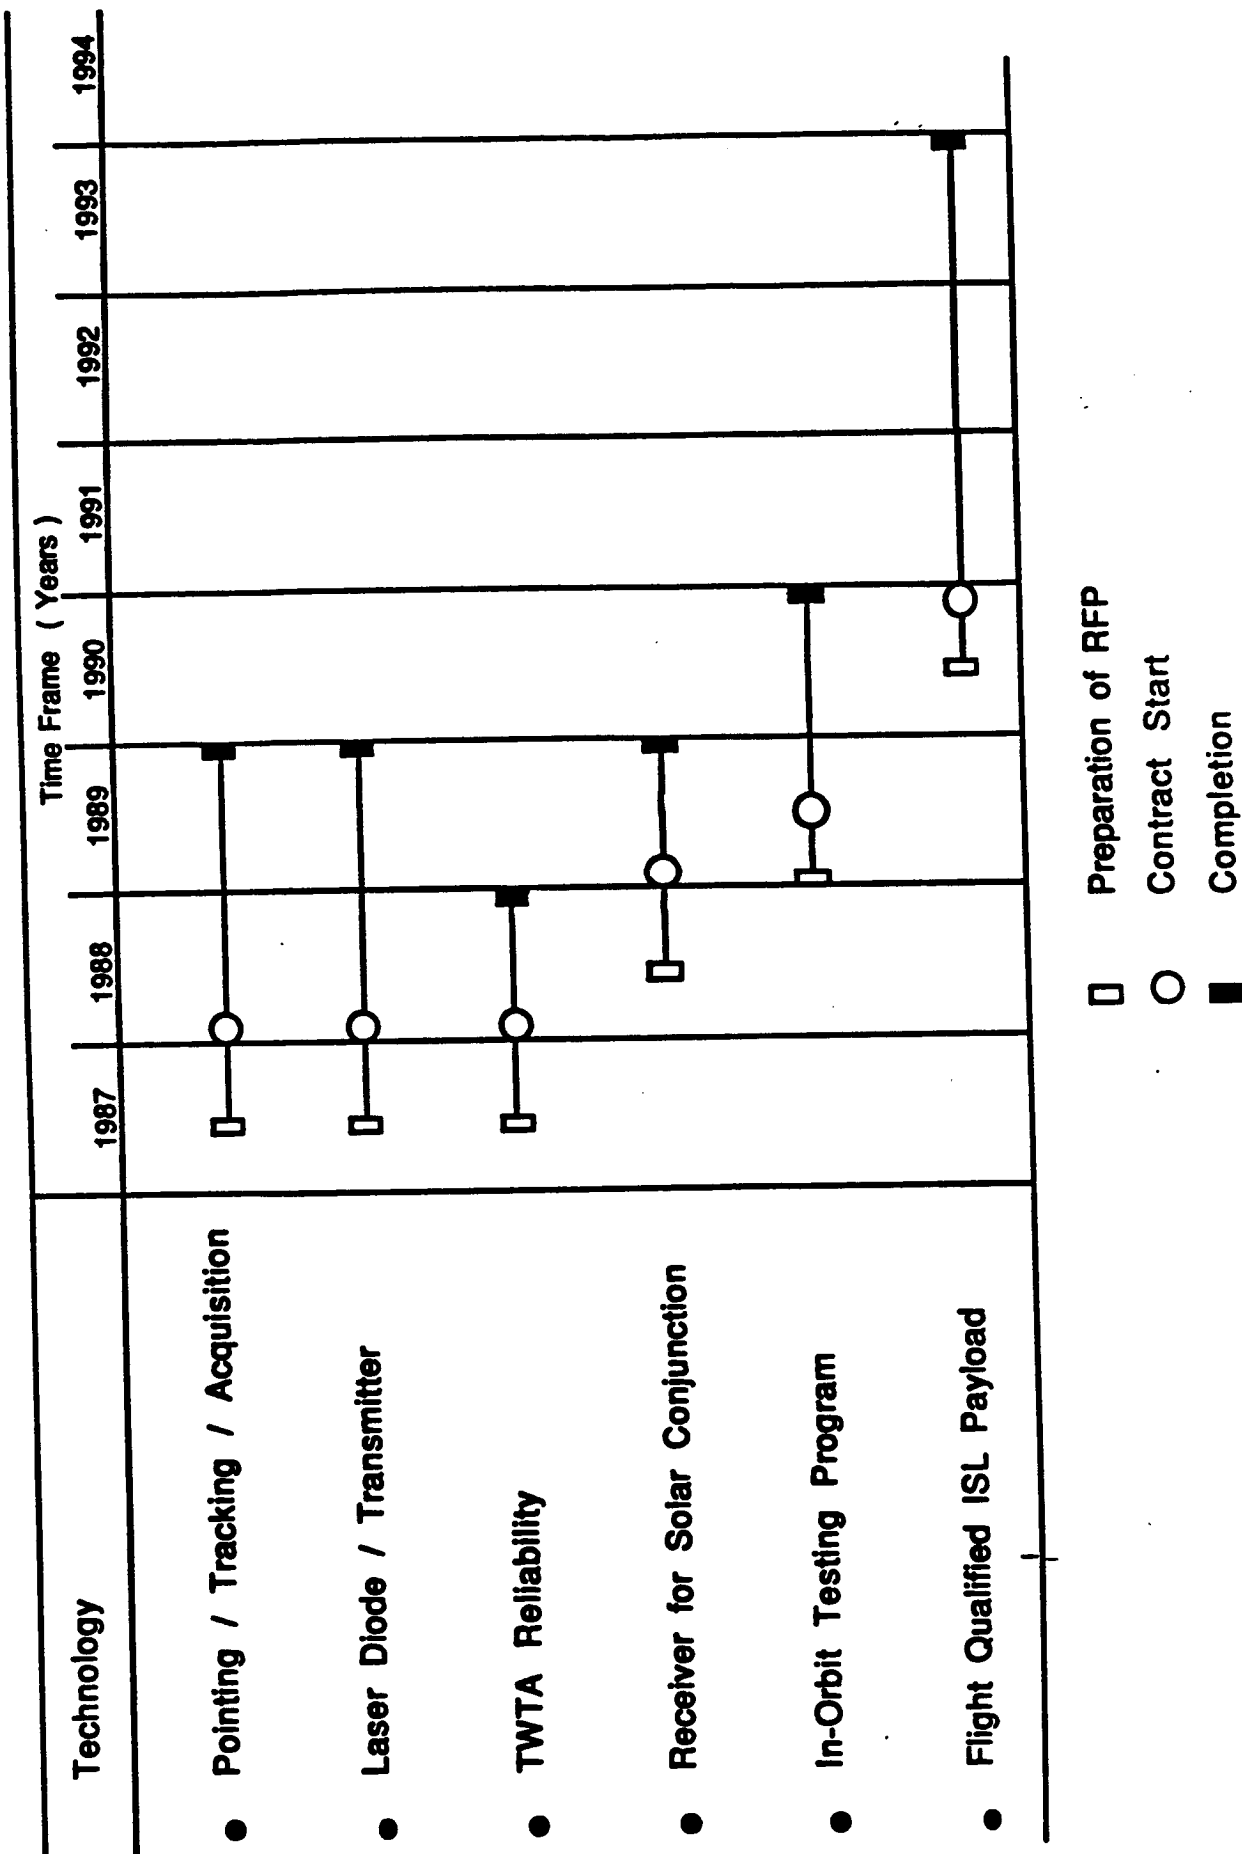 Time Frame ( Years )
Technology
1987 1988 1989 1990 1991 1992 1993 1994
● Pointing / Tracking / Acquisition
● Laser Diode / Transmitter
● TWTA Reliability
● Receiver for Solar Conjunction
● In-Orbit Testing Program
● Flight Qualified ISL Payload
Preparation of RFP
Contract Start
Completion